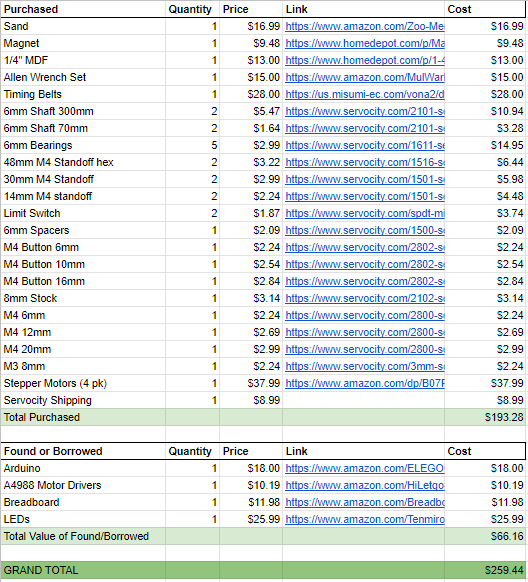 Purchased Quantity Price Link Cost
Sand 1 $16.99 https://www.amazon.com/Zoo-Me $16.99
Magnet 1 $9.48 https://www.homedepot.com/p/Ma $9.48
1/4" MDF 1 $13.00 https://www.homedepot.com/p/1-4 $13.00
Allen Wrench Set 1 $15.00 https://www.amazon.com/MulWar $15.00
Timing Belts 1 $28.00 https://us.misumi-ec.com/vona2/d $28.00
6mm Shaft 300mm 2 $5.47 https://www.servocity.com/2101-s $10.94
6mm Shaft 70mm 2 $1.64 https://www.servocity.com/2101-s $3.28
6mm Bearings 5 $2.99 https://www.servocity.com/1611-se $14.95
48mm M4 Standoff hex 2 $3.22 https://www.servocity.com/1516-s $6.44
30mm M4 Standoff 2 $2.99 https://www.servocity.com/1501-s $5.98
14mm M4 standoff 2 $2.24 https://www.servocity.com/1501-s $4.48
Limit Switch 2 $1.87 https://www.servocity.com/spdt-mi $3.74
6mm Spacers 1 $2.09 https://www.servocity.com/1500-s $2.09
M4 Button 6mm 1 $2.24 https://www.servocity.com/2802-s $2.24
M4 Button 10mm 1 $2.54 https://www.servocity.com/2802-s $2.54
M4 Button 16mm 1 $2.84 https://www.servocity.com/2802-s $2.84
8mm Stock 1 $3.14 https://www.servocity.com/2102-s $3.14
M4 6mm 1 $2.24 https://www.servocity.com/2800-s $2.24
M4 12mm 1 $2.69 https://www.servocity.com/2800-s $2.69
M4 20mm 1 $2.99 https://www.servocity.com/2800-s $2.99
M3 8mm 1 $2.24 https://www.servocity.com/3mm-s $2.24
Stepper Motors (4 pk) 1 $37.99 https://www.amazon.com/dp/B07F $37.99
Servocity Shipping 1 $8.99 $8.99
Total Purchased $193.28
Found or Borrowed Quantity Price Link Cost
Arduino 1 $18.00 https://www.amazon.com/ELEGO $18.00
A4988 Motor Drivers 1 $10.19 https://www.amazon.com/HiLetgo $10.19
Breadboard 1 $11.98 https://www.amazon.com/Breadbo $11.98
LEDs 1 $25.99 https://www.amazon.com/Tenmiro $25.99
Total Value of Found/Borrowed $66.16
GRAND TOTAL $259.44